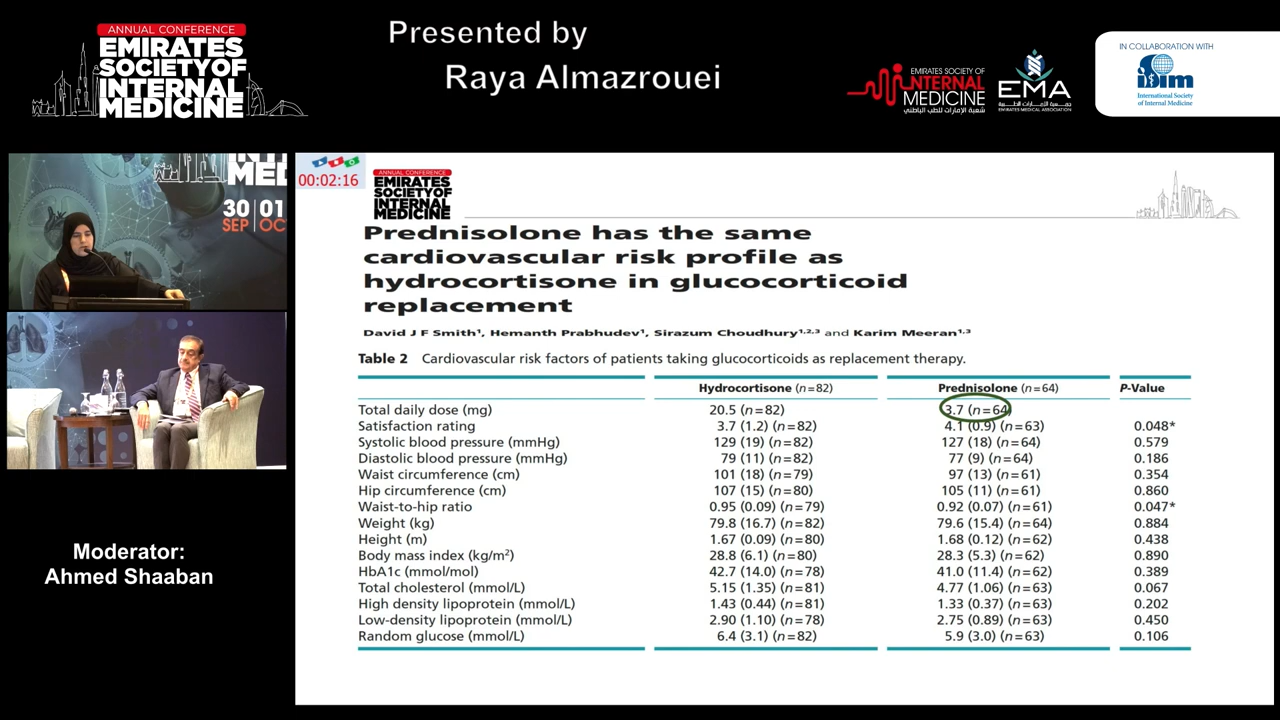 ANNUAL CONFERENCE
EMIRATES
SOCIETY OF
INTERNAL
MEDICINE
Presented by
Raya Almazrouei
EMIRATES SOCIETY OF
INTERNAL
MEDICINE
شعبة الإمارات للطب الباطني
EMA
جمعية الإمارات الطبية
EMIRATES MEDICAL ASSOCIATION
IN COLLABORATION WITH
isim
International Society
of Internal Medicine
MED
30 01
SEP OC
Moderator:
Ahmed Shaaban
00:02:16
ANNUAL CONFERENCE
EMIRATES
SOCIETY OF
INTERNAL
MEDICINE
Prednisolone has the same
cardiovascular risk profile as
hydrocortisone in glucocorticoid
replacement
David J F Smith¹, Hemanth Prabhudev¹, Sirazum Choudhury¹,²,³ and Karim Meeran¹,³
Table 2 Cardiovascular risk factors of patients taking glucocorticoids as replacement therapy.
Hydrocortisone (n=82) Prednisolone (n=64) P-Value
Total daily dose (mg) 20.5 (n=82) 3.7 (n=64)
Satisfaction rating 3.7 (1.2) (n=82) 4.1 (0.9) (n=63) 0.048*
Systolic blood pressure (mmHg) 129 (19) (n=82) 127 (18) (n=64) 0.579
Diastolic blood pressure (mmHg) 79 (11) (n=82) 77 (9) (n=64) 0.186
Waist circumference (cm) 101 (18) (n=79) 97 (13) (n=61) 0.354
Hip circumference (cm) 107 (15) (n=80) 105 (11) (n=61) 0.860
Waist-to-hip ratio 0.95 (0.09) (n=79) 0.92 (0.07) (n=61) 0.047*
Weight (kg) 79.8 (16.7) (n=82) 79.6 (15.4) (n=64) 0.884
Height (m) 1.67 (0.09) (n=80) 1.68 (0.12) (n=62) 0.438
Body mass index (kg/m²) 28.8 (6.1) (n=80) 28.3 (5.3) (n=62) 0.890
HbA1c (mmol/mol) 42.7 (14.0) (n=78) 41.0 (11.4) (n=62) 0.389
Total cholesterol (mmol/L) 5.15 (1.35) (n=81) 4.77 (1.06) (n=63) 0.067
High density lipoprotein (mmol/L) 1.43 (0.44) (n=81) 1.33 (0.37) (n=63) 0.202
Low-density lipoprotein (mmol/L) 2.90 (1.10) (n=78) 2.75 (0.89) (n=63) 0.450
Random glucose (mmol/L) 6.4 (3.1) (n=82) 5.9 (3.0) (n=63) 0.106